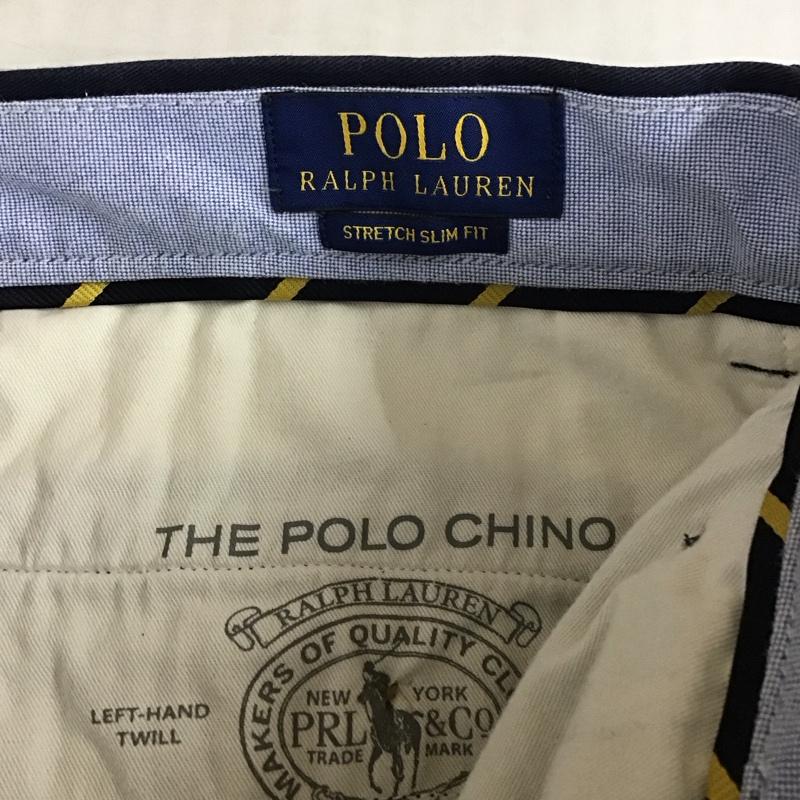 POLO
RALPH LAUREN
STRETCH SLIM FIT
THE POLO CHINO
RALPH LAUREN
MAKERS OF QUALITY
LEFT-HAND
TWILL
NEW YORK
PRL &Co
TRADE MARK